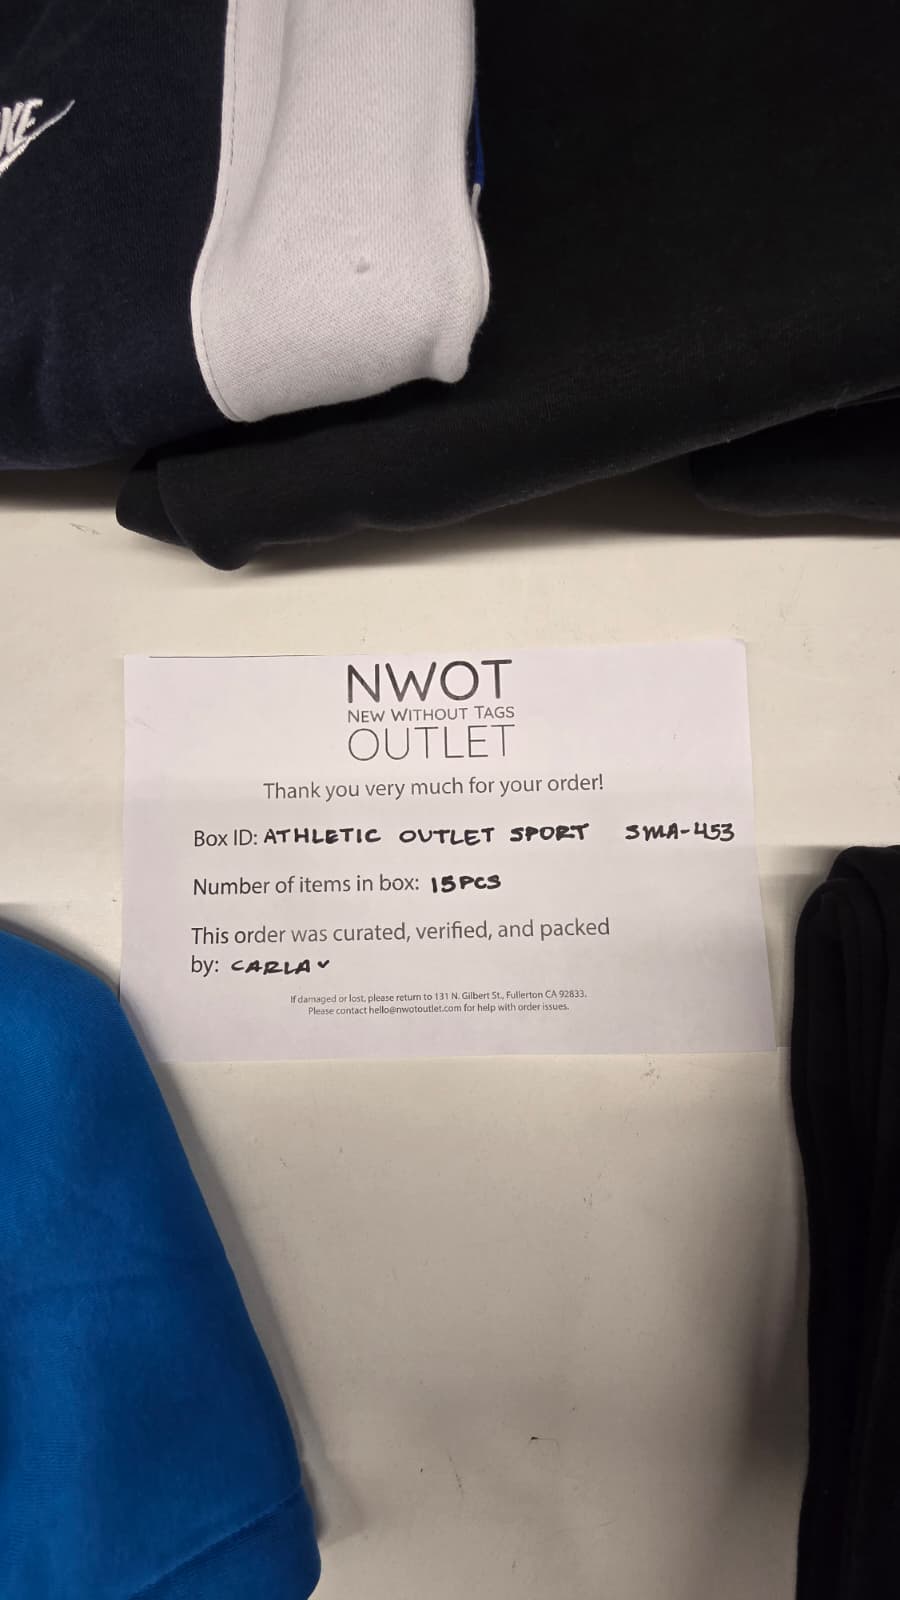 NWOT
NEW WITHOUT TAGS
OUTLET
Thank you very much for your order!
Box ID: ATHLETIC OUTLET SPORT SMA-453
Number of items in box: 15PCS
This order was curated, verified, and packed
by: CARLA
If damaged or lost, please return to 131 N. Gilbert St., Fullerton CA 92833.
Please contact hello@nwotoutlet.com for help with order issues.